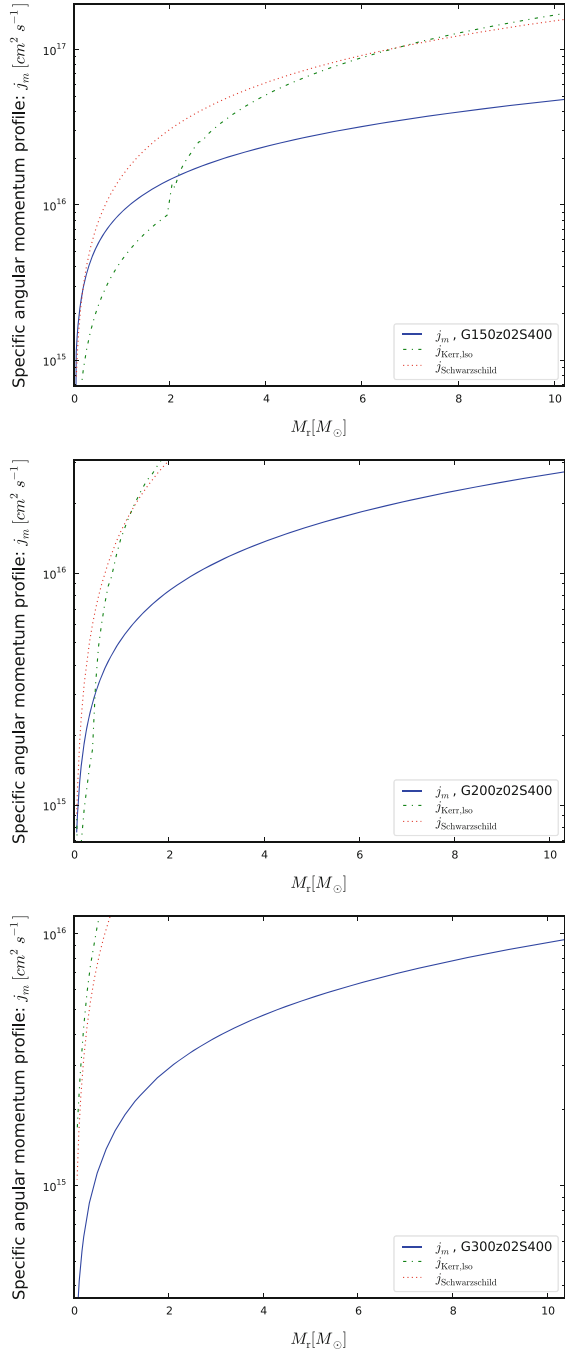 Specific angular momentum profile: j_m [cm^2 s^-1]
10^17
10^16
10^15
0 2 4 6 8 10
M_r[M_⊙]
j_m , G150z02S400
j_Kerr,lso
j_Schwarzschild
Specific angular momentum profile: j_m [cm^2 s^-1]
10^16
10^15
0 2 4 6 8 10
M_r[M_⊙]
j_m , G200z02S400
j_Kerr,lso
j_Schwarzschild
Specific angular momentum profile: j_m [cm^2 s^-1]
10^16
10^15
0 2 4 6 8 10
M_r[M_⊙]
j_m , G300z02S400
j_Kerr,lso
j_Schwarzschild